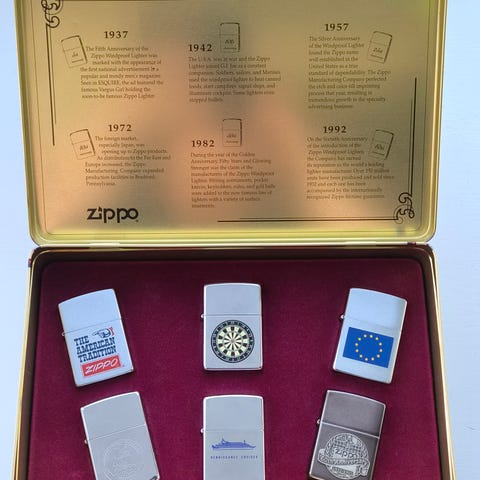 1937
The Fifth Anniversary of the
Zippo Windproof Lighter was
marked with the appearance of
the first national advertisement in a
popular and trendy men's magazine.
Seen in ESQUIRE, the ad featured the
famous Vargas Girl holding the
soon-to-be famous Zippo Lighter.
1942
The U.S.A. was at war and the Zippo
Lighter joined G.I. Joe as a constant
companion. Soldiers, sailors, and Marines
used the windproof lighters to heat canned
foods, start campfires, signal ships, and
illuminate cockpits. Some lighters even
stopped bullets.
1957
The Silver Anniversary
of the Windproof Lighter
found the Zippo name
well established in the
United States as a true
standard of dependability. The Zippo
Manufacturing Company perfected
the etch and color-fill imprinting
process that year, resulting in
tremendous growth to the specialty
advertising business.
1972
The foreign market,
especially Japan, was
opening up to Zippo products.
As distribution to the Far East and
Europe increased, the Zippo
Manufacturing Company expanded
production facilities in Bradford,
Pennsylvania.
1982
During the year of the Golden
Anniversary, Fifty Years and Glowing
Stronger was the claim of the
manufacturers of the Zippo Windproof
Lighter. Writing instruments, pocket
knives, keyholders, rules, and golf balls
were added to the now famous line of
lighters with a variety of surface
treatments.
1992
On the Sixtieth Anniversary
of the introduction of the
Zippo Windproof Lighter,
the Company has earned
its reputation as the world's leading
lighter manufacturer. Over 250 million
units have been produced and sold since
1932 and each one has been
accompanied by the internationally
recognized Zippo lifetime guarantee.
zippo
THE
AMERICAN
TRADITION
ZIPPO
RENAISSANCE CRUISES
ZIPPO